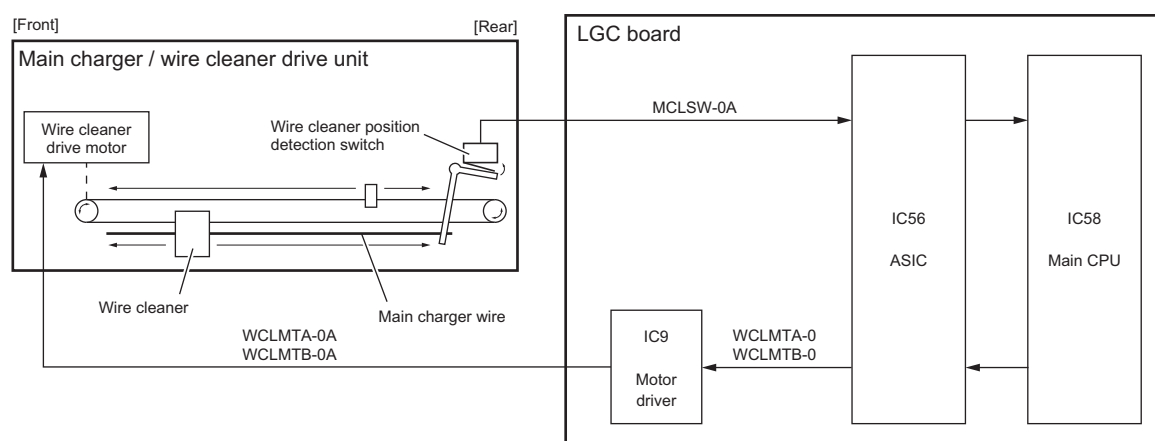 [Front]
[Rear]
Main charger / wire cleaner drive unit
Wire cleaner
drive motor
Wire cleaner position
detection switch
Wire cleaner
Main charger wire
WCLMTA-0A
WCLMTB-0A
LGC board
MCLSW-0A
IC56
ASIC
IC58
Main CPU
IC9
Motor
driver
WCLMTA-0
WCLMTB-0